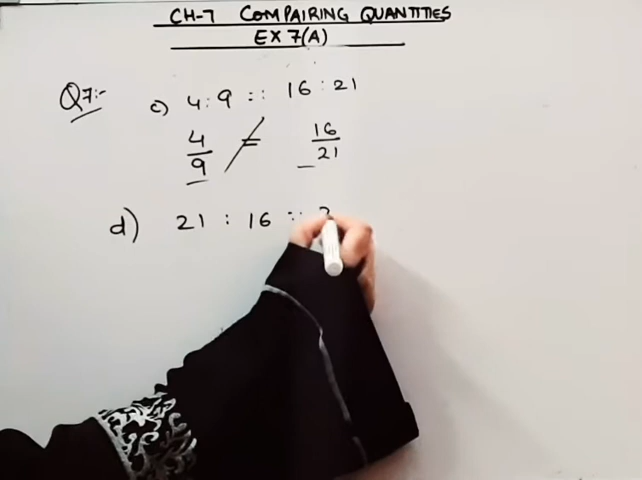 CH-7 COMPAIRING QUANTITIES
EX 7(A)
Q7:- c) 4:9 :: 16:21
4/9 ≠ 16/21
d) 21 : 16 ::